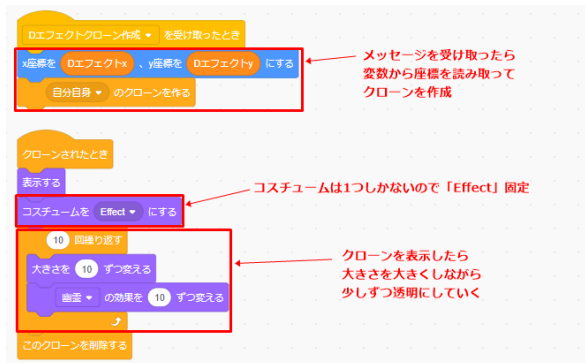 Dエフェクトクローン作成 を受け取ったとき
x座標を Dエフェクトx 、y座標を Dエフェクトy にする
自分自身 のクローンを作る
メッセージを受け取ったら
変数から座標を読み取って
クローンを作成
クローンされたとき
表示する
コスチュームを Effect にする
コスチュームは1つしかないので「Effect」固定
10 回繰り返す
大きさを 10 ずつ変える
幽霊 の効果を 10 ずつ変える
クローンを表示したら
大きさを大きくしながら
少しずつ透明にしていく
このクローンを削除する